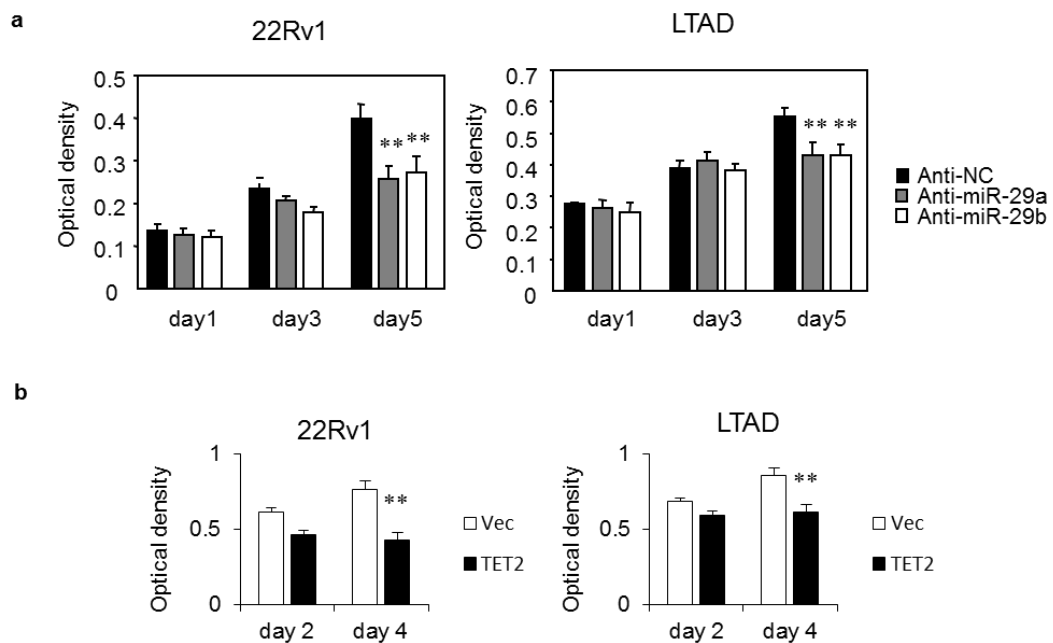 a
22Rv1
LTAD
Optical density
0.5
0.4
0.3
0.2
0.1
0
** **
day1 day3 day5
Optical density
0.7
0.6
0.5
0.4
0.3
0.2
0.1
0
** **
day1 day3 day5
Anti-NC
Anti-miR-29a
Anti-miR-29b
b
22Rv1
LTAD
Optical density
1
0.5
0
**
day 2 day 4
Vec
TET2
Optical density
1
0.5
0
**
day 2 day 4
Vec
TET2